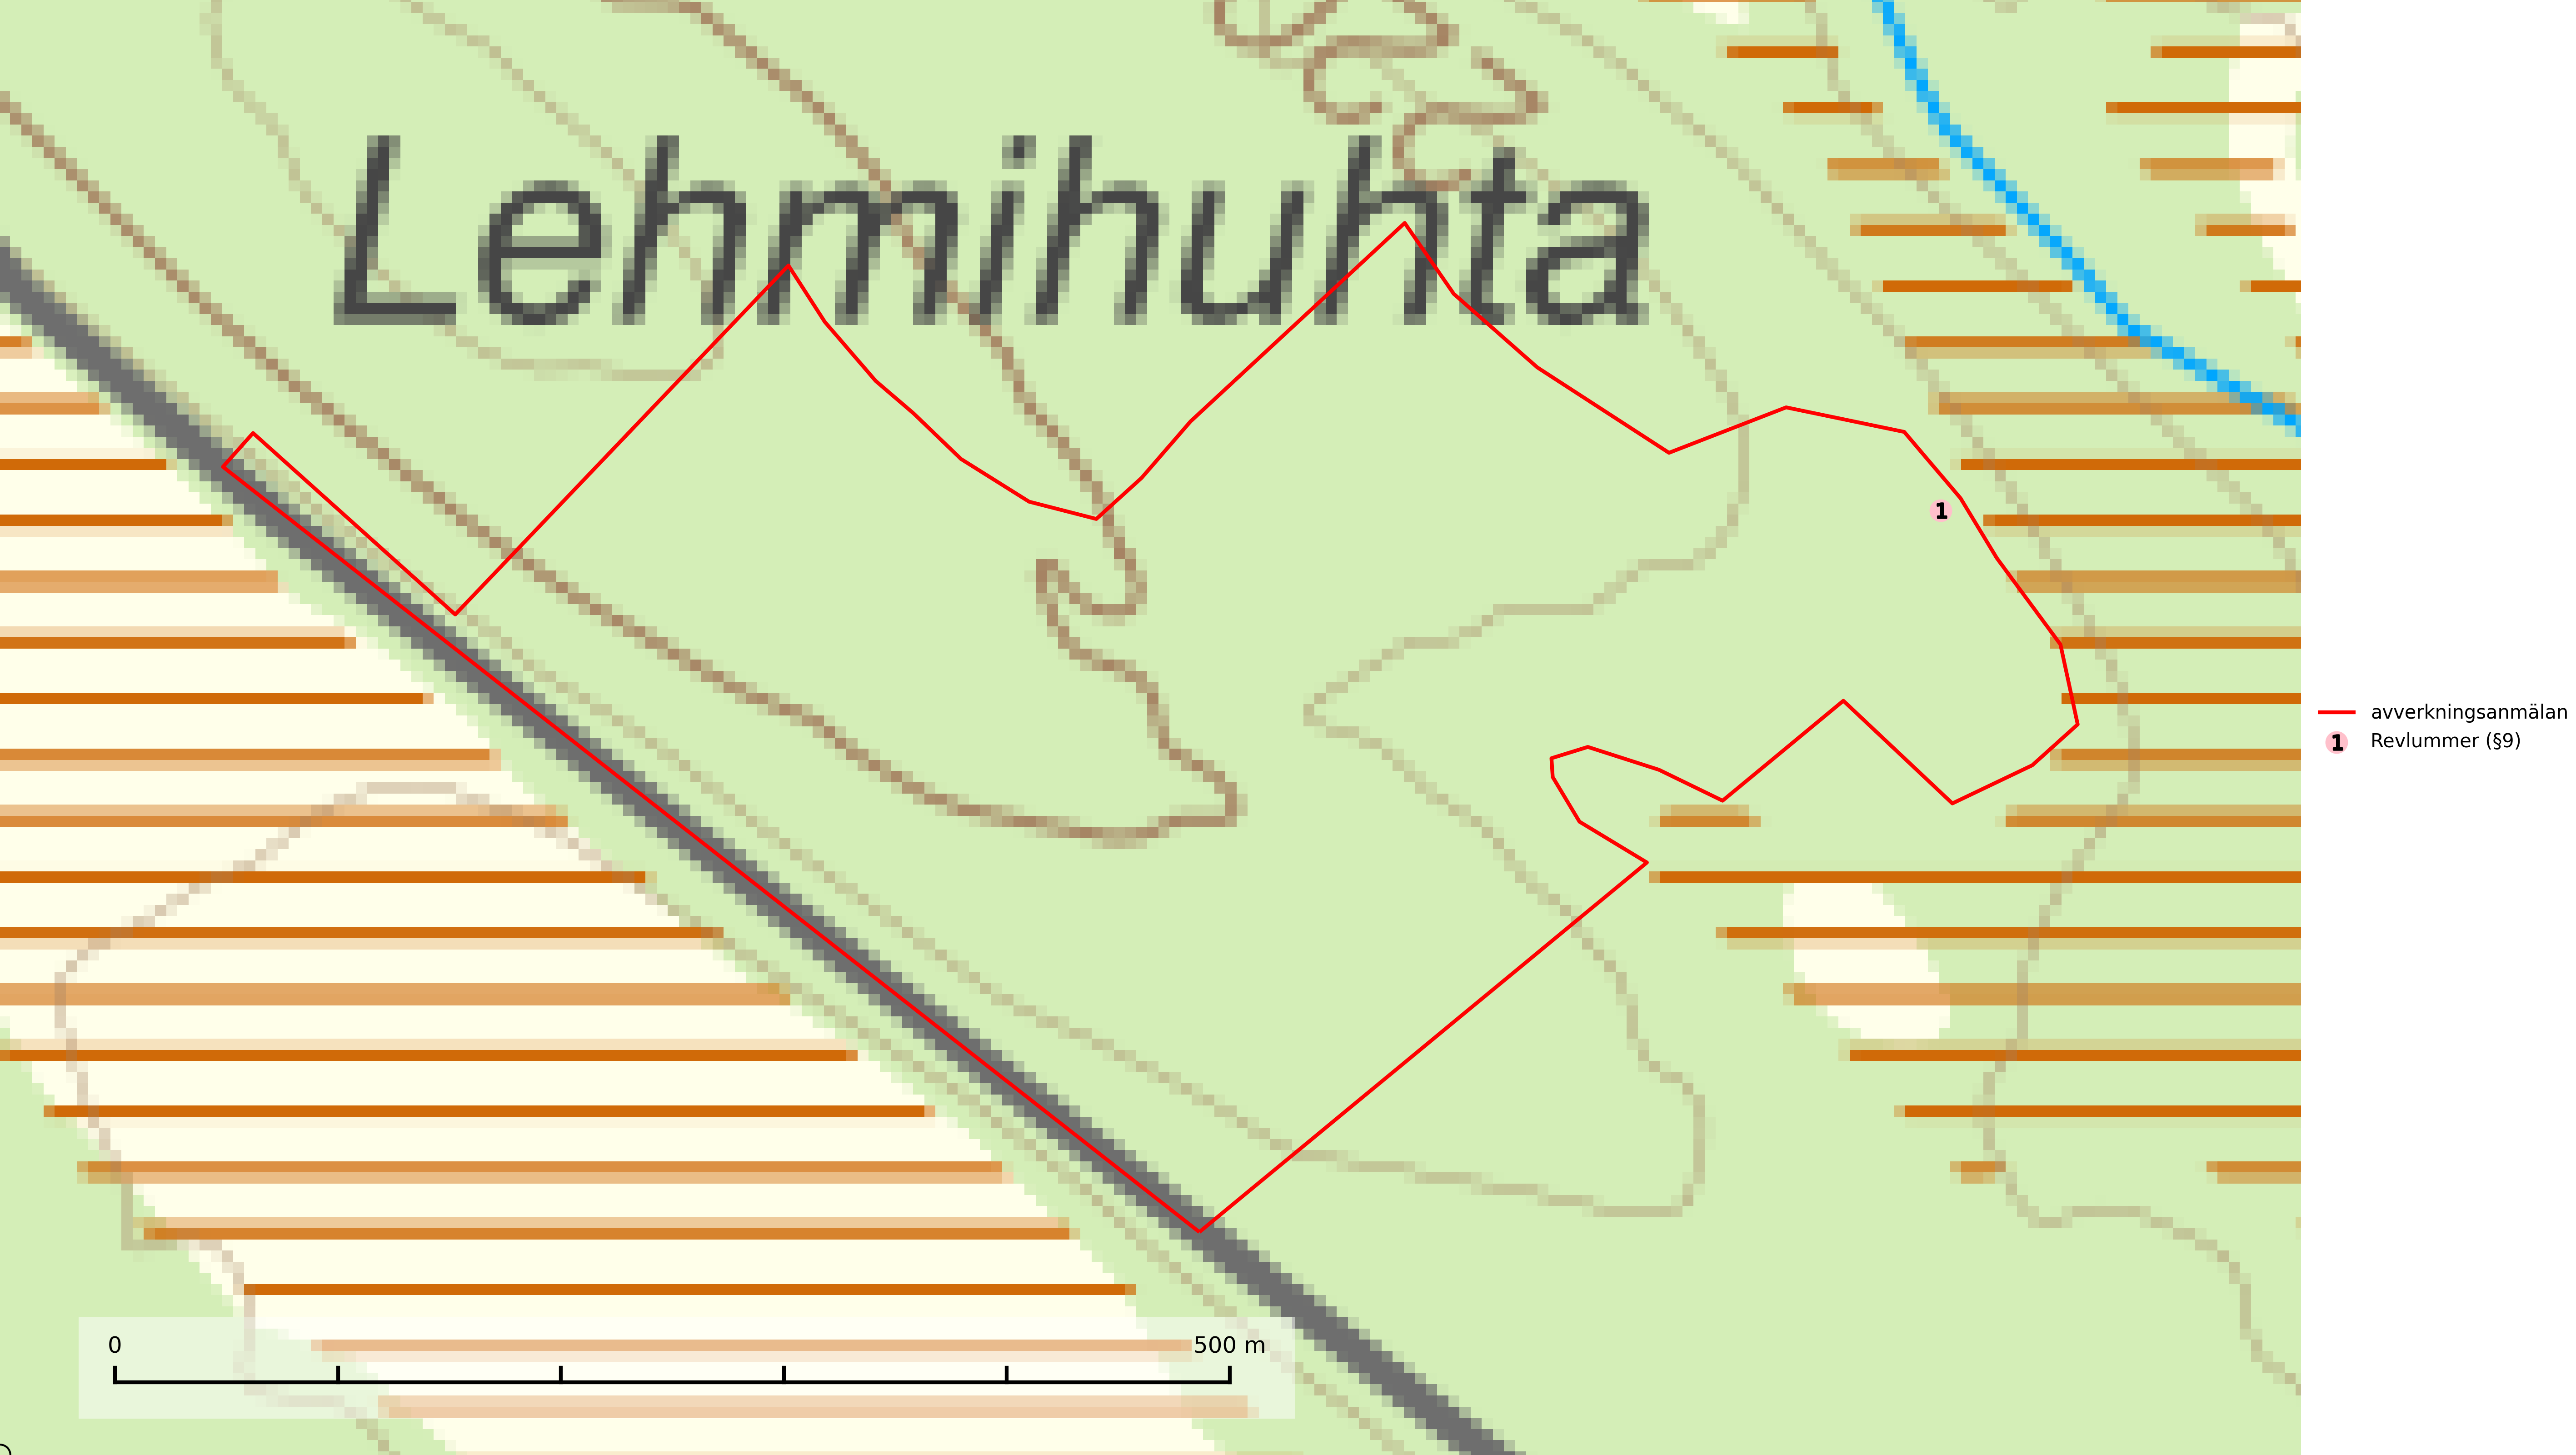 Lehmihuhta
1
avverkningsanmälan
1 Revlummer (§9)
0 500 m